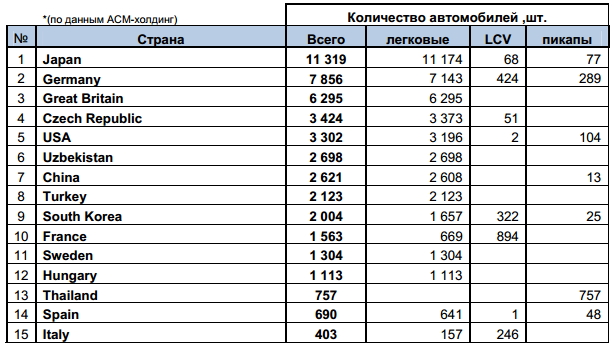 *(по данным АСМ-холдинг) Количество автомобилей ,шт.
№ Страна Всего легковые LCV пикапы
1 Japan 11 319 11 174 68 77
2 Germany 7 856 7 143 424 289
3 Great Britain 6 295 6 295
4 Czech Republic 3 424 3 373 51
5 USA 3 302 3 196 2 104
6 Uzbekistan 2 698 2 698
7 China 2 621 2 608 13
8 Turkey 2 123 2 123
9 South Korea 2 004 1 657 322 25
10 France 1 563 669 894
11 Sweden 1 304 1 304
12 Hungary 1 113 1 113
13 Thailand 757 757
14 Spain 690 641 1 48
15 Italy 403 157 246